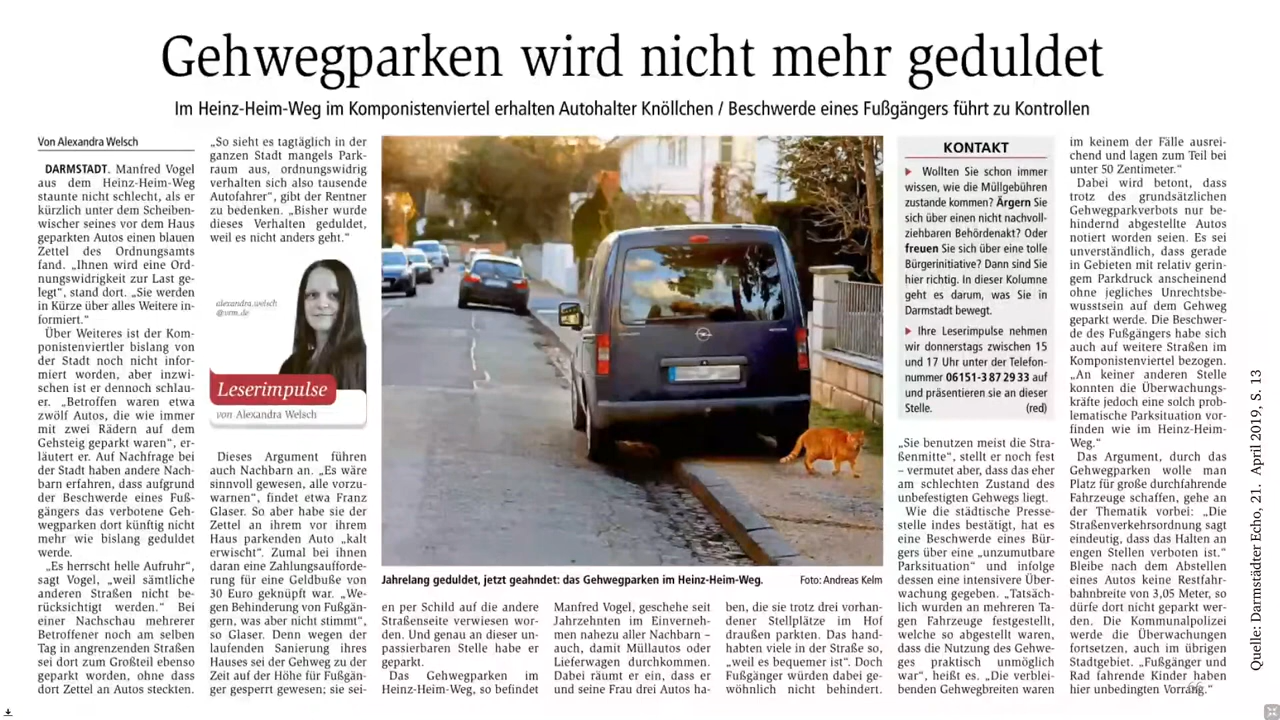 Gehwegparken wird nicht mehr geduldet
Im Heinz-Heim-Weg im Komponistenviertel erhalten Autohalter Knöllchen / Beschwerde eines Fußgängers führt zu Kontrollen
Von Alexandra Welsch
DARMSTADT. Manfred Vogel
aus dem Heinz-Heim-Weg
staunte nicht schlecht, als er
kürzlich unter dem Scheiben-
wischer seines vor dem Haus
geparkten Autos einen blauen
Zettel des Ordnungsamts
fand. „Ihnen wird eine Ord-
nungswidrigkeit zur Last ge-
legt", stand dort. „Sie werden
in Kürze über alles Weitere in-
formiert."
Über Weiteres ist der Kom-
ponistenviertler bislang von
der Stadt noch nicht infor-
miert worden, aber inzwi-
schen ist er dennoch schlau-
er. „Betroffen waren etwa
zwölf Autos, die wie immer
mit zwei Rädern auf dem
Gehsteig geparkt waren", er-
läutert er. Auf Nachfrage bei
der Stadt haben andere Nach-
barn erfahren, dass aufgrund
der Beschwerde eines Fuß-
gängers das verbotene Geh-
wegparken dort künftig nicht
mehr wie bislang geduldet
werde.
„Es herrscht helle Aufruhr",
sagt Vogel, „weil sämtliche
anderen Straßen nicht be-
rücksichtigt werden." Bei
einer Nachschau mehrerer
Betroffener noch am selben
Tag in angrenzenden Straßen
sei dort zum Großteil ebenso
geparkt worden, ohne dass
dort Zettel an Autos steckten.
„So sieht es tagtäglich in der
ganzen Stadt mangels Park-
raum aus, ordnungswidrig
verhalten sich also tausende
Autofahrer", gibt der Rentner
zu bedenken. „Bisher wurde
dieses Verhalten geduldet,
weil es nicht anders geht."
alexandra.welsch
@vrm.de
Leserimpulse
von Alexandra Welsch
Dieses Argument führen
auch Nachbarn an. „Es wäre
sinnvoll gewesen, alle vorzu-
warnen", findet etwa Franz
Glaser. So aber habe sie der
Zettel an ihrem vor ihrem
Haus parkenden Auto „kalt
erwischt". Zumal bei ihnen
daran eine Zahlungsaufforde-
rung für eine Geldbuße von
30 Euro geknüpft war. „We-
gen Behinderung von Fußgän-
gern, was aber nicht stimmt",
so Glaser. Denn wegen der
laufenden Sanierung ihres
Hauses sei der Gehweg zu der
Zeit auf der Höhe für Fußgän-
ger gesperrt gewesen; sie sei-
Jahrelang geduldet, jetzt geahndet: das Gehwegparken im Heinz-Heim-Weg.
Foto: Andreas Kelm
en per Schild auf die andere
Straßenseite verwiesen wor-
den. Und genau an dieser un-
passierbaren Stelle habe er
geparkt.
Das Gehwegparken im
Heinz-Heim-Weg, so befindet
Manfred Vogel, geschehe seit
Jahrzehnten im Einverneh-
men nahezu aller Nachbarn –
auch, damit Müllautos oder
Lieferwagen durchkommen.
Dabei räumt er ein, dass er
und seine Frau drei Autos ha-
ben, die sie trotz drei vorhan-
dener Stellplätze im Hof
draußen parkten. Das hand-
habten viele in der Straße so,
„weil es bequemer ist". Doch
Fußgänger würden dabei ge-
wöhnlich nicht behindert.
KONTAKT
Wollten Sie schon immer
wissen, wie die Müllgebühren
zustande kommen? Ärgern Sie
sich über einen nicht nachvoll-
ziehbaren Behördenakt? Oder
freuen Sie sich über eine tolle
Bürgerinitiative? Dann sind Sie
hier richtig. In dieser Kolumne
geht es darum, was Sie in
Darmstadt bewegt.
Ihre Leserimpulse nehmen
wir donnerstags zwischen 15
und 17 Uhr unter der Telefon-
nummer 06151-3 87 29 33 auf
und präsentieren sie an dieser
Stelle. (red)
„Sie benutzen meist die Stra-
ßenmitte", stellt er noch fest
– vermutet aber, dass das eher
am schlechten Zustand des
unbefestigten Gehwegs liegt.
Wie die städtische Presse-
stelle indes bestätigt, hat es
eine Beschwerde eines Bür-
gers über eine „unzumutbare
Parksituation" und infolge
dessen eine intensivere Über-
wachung gegeben. „Tatsäch-
lich wurden an mehreren Ta-
gen Fahrzeuge festgestellt,
welche so abgestellt waren,
dass die Nutzung des Gehwe-
ges praktisch unmöglich
war", heißt es. „Die verblei-
benden Gehwegbreiten waren
im keinem der Fälle ausrei-
chend und lagen zum Teil bei
unter 50 Zentimeter."
Dabei wird betont, dass
trotz des grundsätzlichen
Gehwegparkverbots nur be-
hindernd abgestellte Autos
notiert worden seien. Es sei
unverständlich, dass gerade
in Gebieten mit relativ gerin-
gem Parkdruck anscheinend
ohne jegliches Unrechtsbe-
wusstsein auf dem Gehweg
geparkt werde. Die Beschwer-
de des Fußgängers habe sich
auch auf weitere Straßen im
Komponistenviertel bezogen.
„An keiner anderen Stelle
konnten die Überwachungs-
kräfte jedoch eine solch pro-
blematische Parksituation vor-
finden wie im Heinz-Heim-
Weg."
Das Argument, durch das
Gehwegparken wolle man
Platz für große durchfahrende
Fahrzeuge schaffen, gehe an
der Thematik vorbei: „Die
Straßenverkehrsordnung sagt
eindeutig, dass das Halten an
engen Stellen verboten ist."
Bleibe nach dem Abstellen
eines Autos keine Restfahr-
bahnbreite von 3,05 Meter, so
dürfe dort nicht geparkt wer-
den. Die Kommunalpolizei
werde die Überwachungen
fortsetzen, auch im übrigen
Stadtgebiet. „Fußgänger und
Rad fahrende Kinder haben
hier unbedingten Vorrang."
Quelle: Darmstädter Echo, 21. April 2019, S. 13